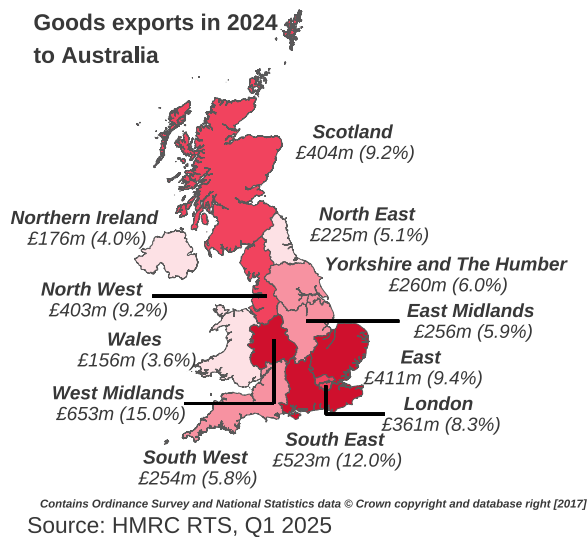 Goods exports in 2024
to Australia
Scotland
£404m (9.2%)
Northern Ireland
£176m (4.0%)
North East
£225m (5.1%)
Yorkshire and The Humber
£260m (6.0%)
North West
£403m (9.2%)
East Midlands
£256m (5.9%)
Wales
£156m (3.6%)
East
£411m (9.4%)
West Midlands
£653m (15.0%)
London
£361m (8.3%)
South East
£523m (12.0%)
South West
£254m (5.8%)
Contains Ordinance Survey and National Statistics data © Crown copyright and database right [2017]
Source: HMRC RTS, Q1 2025